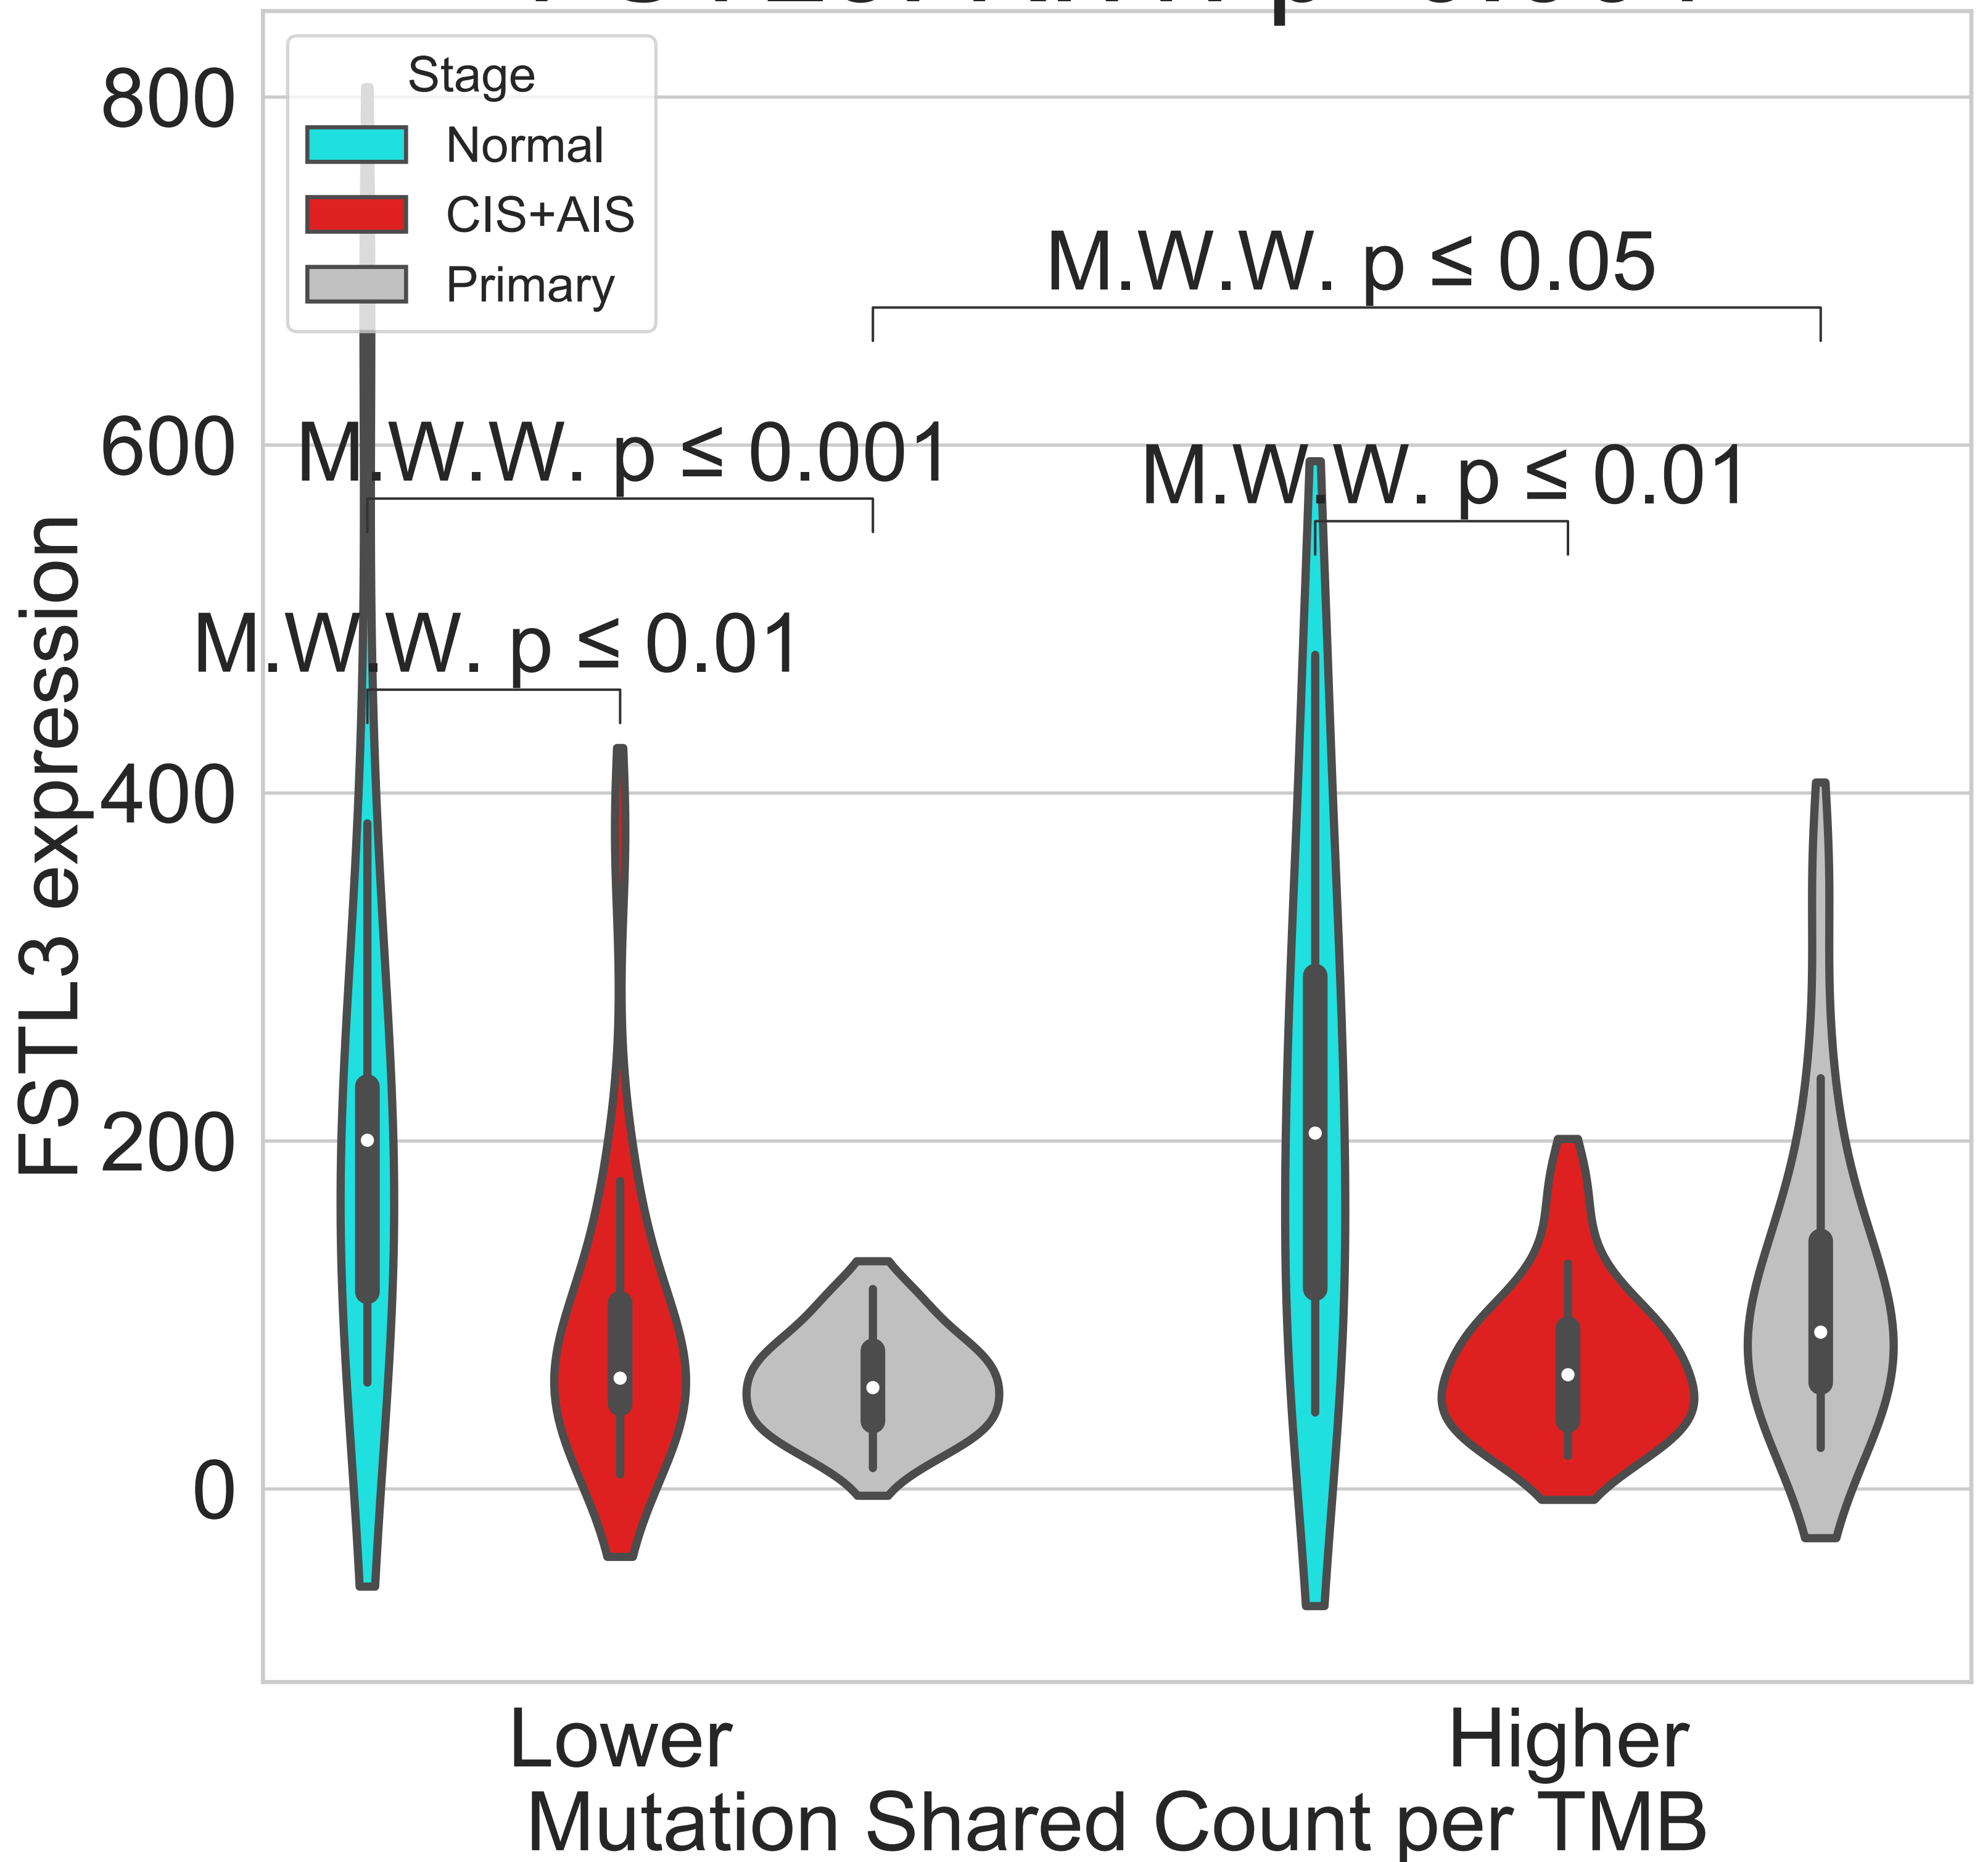 Stage
Normal
CIS+AIS
Primary
800
600
400
200
0
FSTL3 expression
M.W.W. p ≤ 0.05
M.W.W. p ≤ 0.001
M.W.W. p ≤ 0.01
M.W.W. p ≤ 0.01
Lower
Higher
Mutation Shared Count per TMB